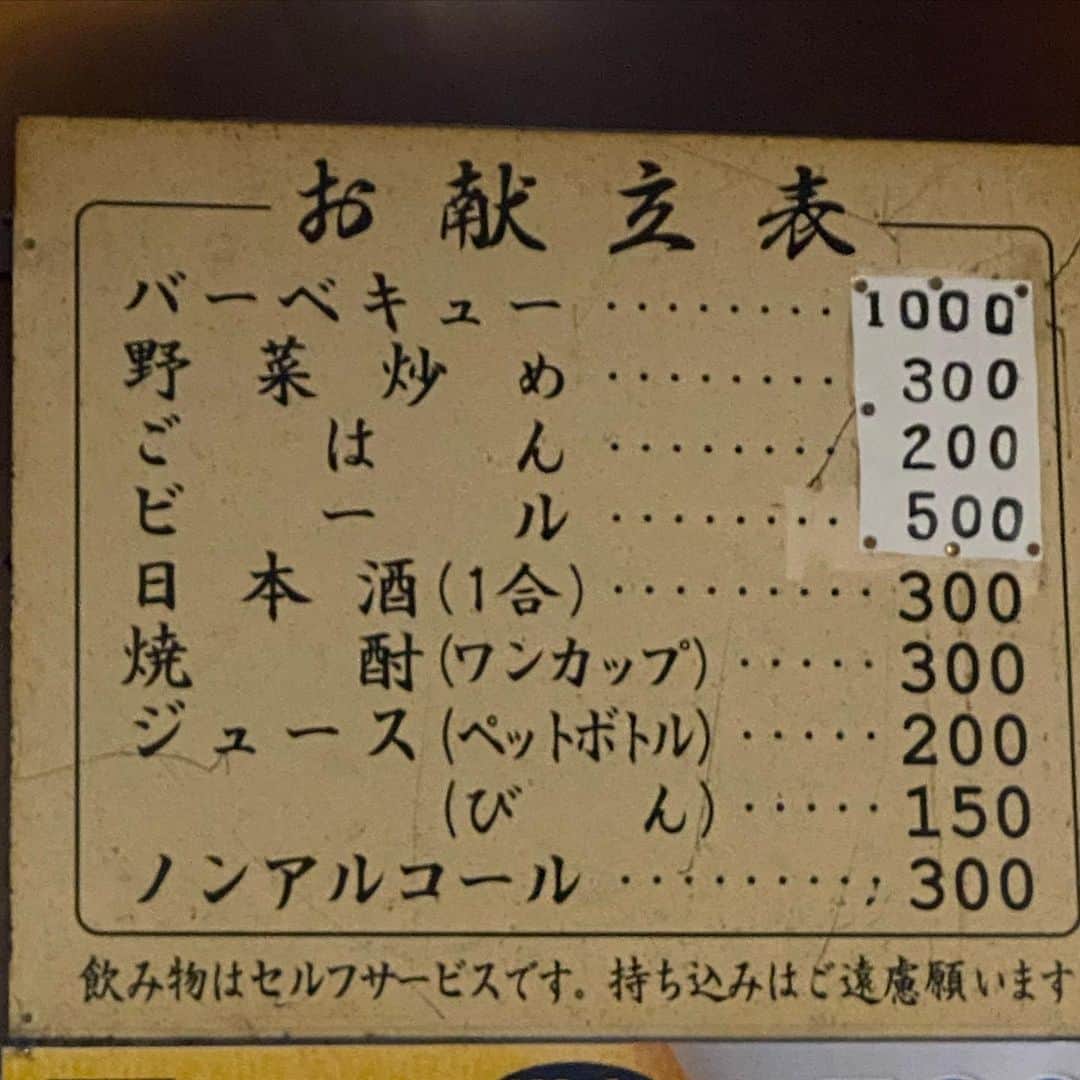 お献立表
バーベキュー・・・・・・・・1000
野菜炒め・・・・・・・・300
ごはん・・・・・・・・200
ビール・・・・・・・・500
日本酒(1合)・・・・・・・・・300
焼酎(ワンカップ)・・・・・300
ジュース(ペットボトル)・・・・・200
(びん)・・・・・150
ノンアルコール・・・・・・・・・300
飲み物はセルフサービスです。持ち込みはご遠慮願います